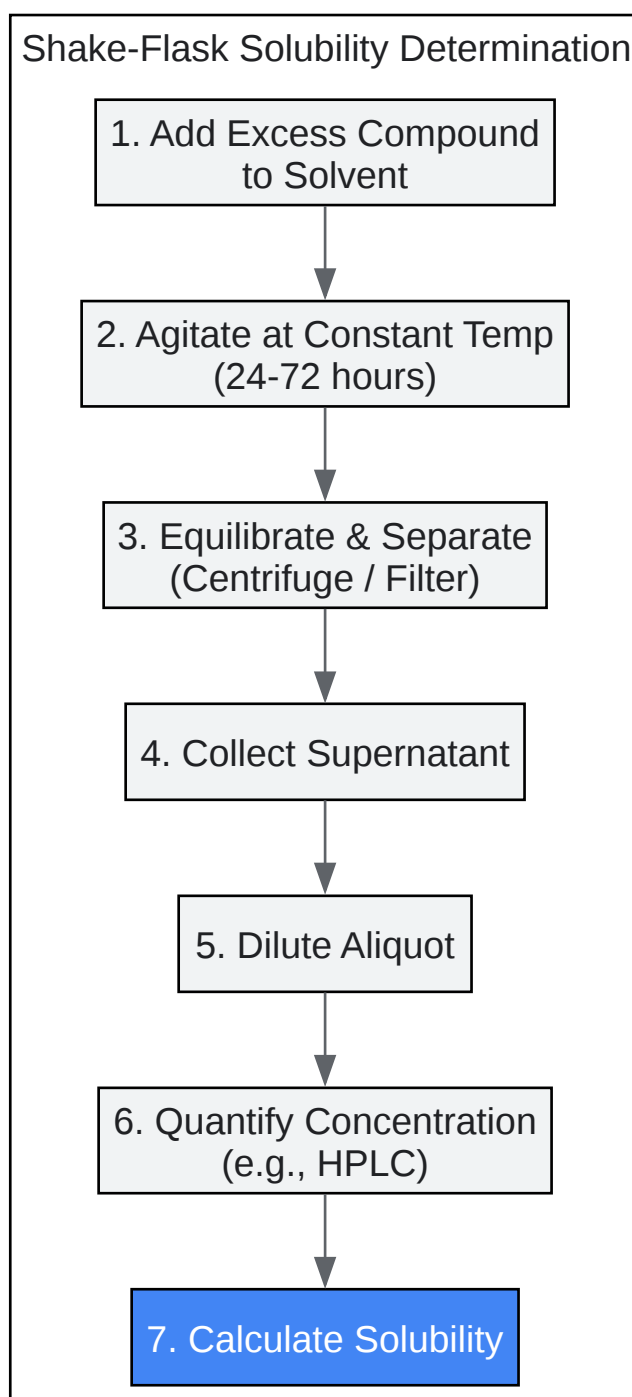 Shake-Flask Solubility Determination
1. Add Excess Compound
to Solvent
2. Agitate at Constant Temp
(24-72 hours)
3. Equilibrate & Separate
(Centrifuge / Filter)
4. Collect Supernatant
5. Dilute Aliquot
6. Quantify Concentration
(e.g., HPLC)
7. Calculate Solubility